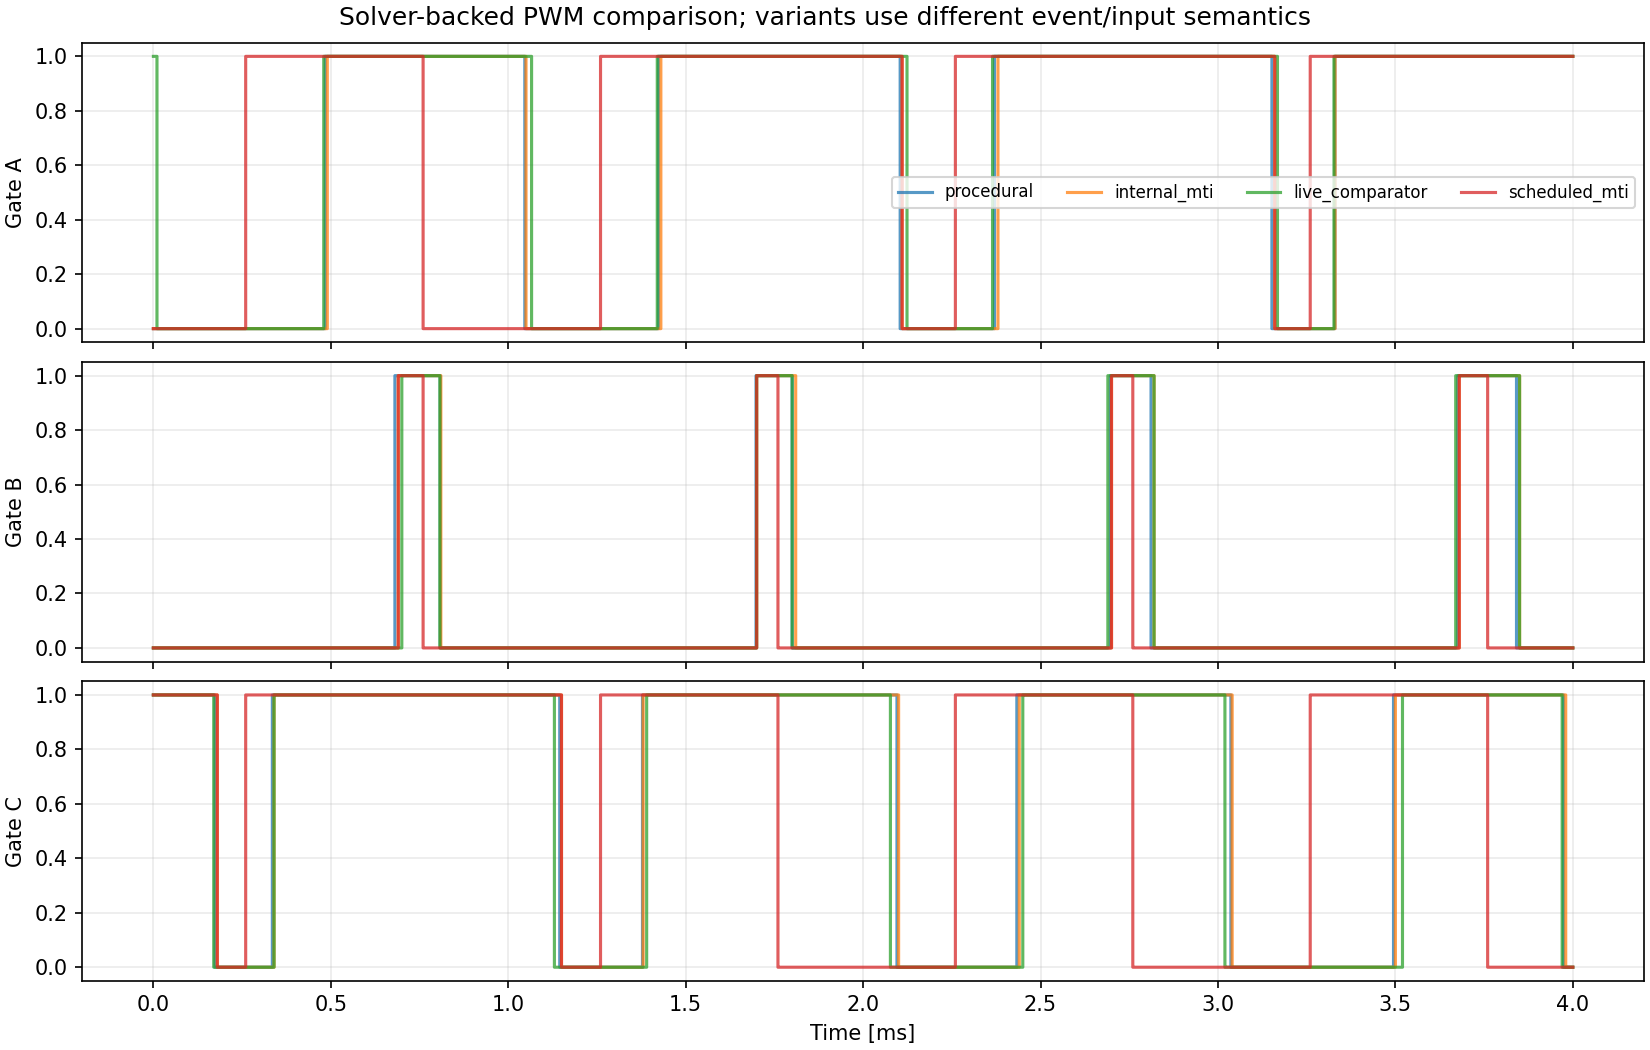 Solver-backed PWM comparison; variants use different event/input semantics
1.0
0.8
0.6
0.4
0.2
0.0
Gate A
procedural internal_mti live_comparator scheduled_mti
1.0
0.8
0.6
0.4
0.2
0.0
Gate B
1.0
0.8
0.6
0.4
0.2
0.0
Gate C
0.0 0.5 1.0 1.5 2.0 2.5 3.0 3.5 4.0
Time [ms]